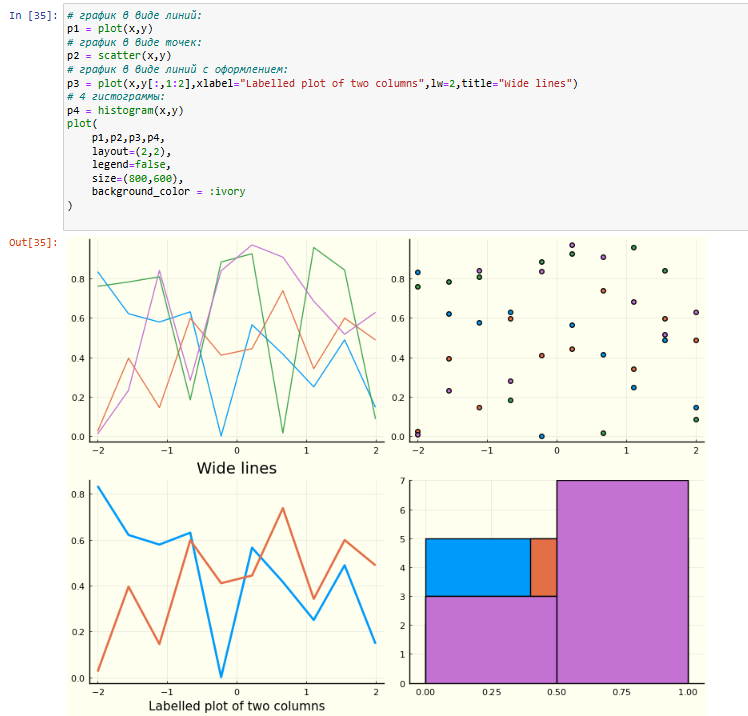 In [35]:
# график в виде линий:
p1 = plot(x,y)
# график в виде точек:
p2 = scatter(x,y)
# график в виде линий с оформлением:
p3 = plot(x,y[:,1:2],xlabel="Labelled plot of two columns",lw=2,title="Wide lines")
# 4 гистограммы:
p4 = histogram(x,y)
plot(
    p1,p2,p3,p4,
    layout=(2,2),
    legend=false,
    size=(800,600),
    background_color = :ivory
)
Out[35]:
0.8
0.6
0.4
0.2
0.0
−2 −1 0 1 2
0.8
0.6
0.4
0.2
0.0
−2 −1 0 1 2
Wide lines
0.8
0.6
0.4
0.2
0.0
−2 −1 0 1 2
Labelled plot of two columns
7
6
5
4
3
2
1
0
0.00 0.25 0.50 0.75 1.00